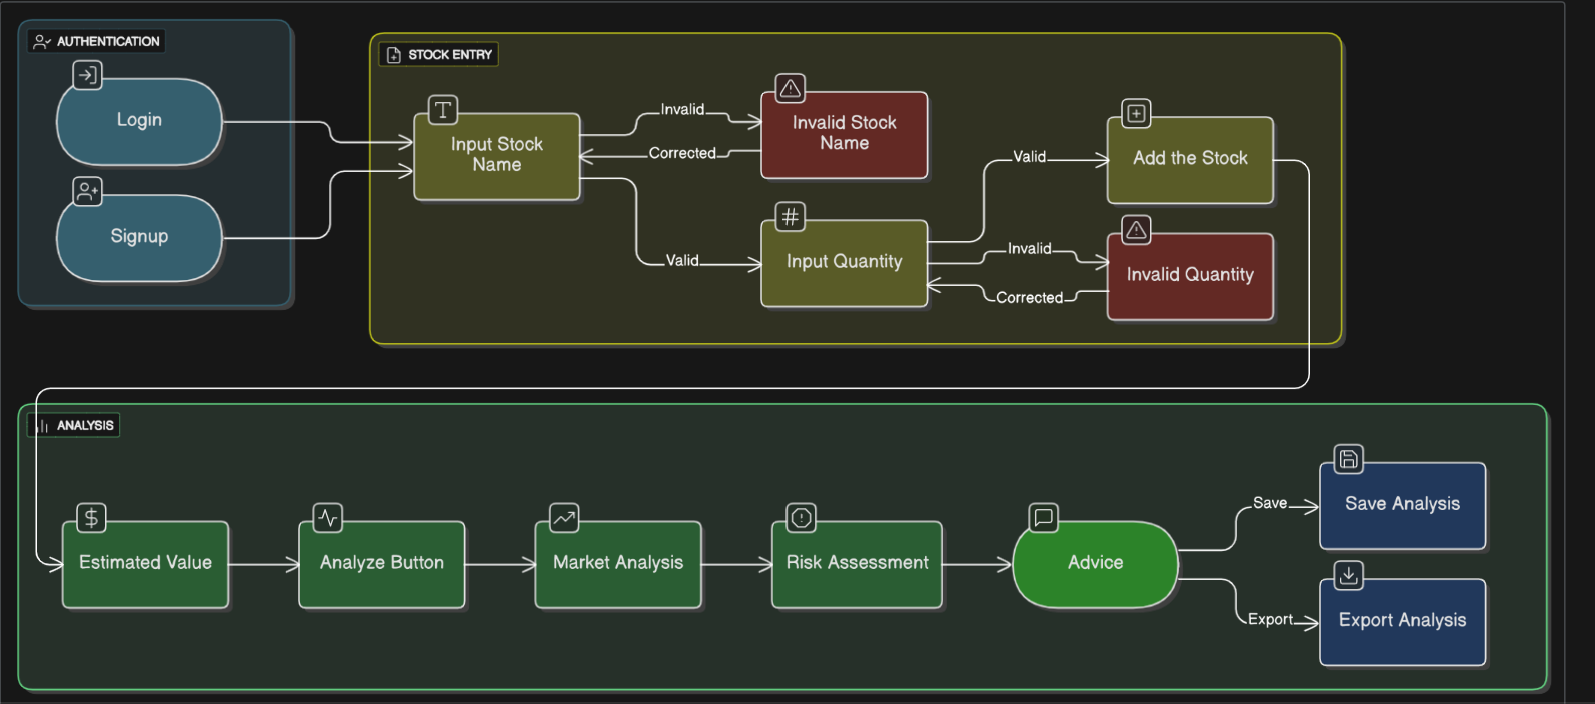 AUTHENTICATION
Login
Signup
STOCK ENTRY
Input Stock
Name
Invalid
Corrected
Invalid Stock
Name
Valid
Input Quantity
Valid
Add the Stock
Invalid
Corrected
Invalid Quantity
ANALYSIS
Estimated Value
Analyze Button
Market Analysis
Risk Assessment
Advice
Save
Save Analysis
Export
Export Analysis